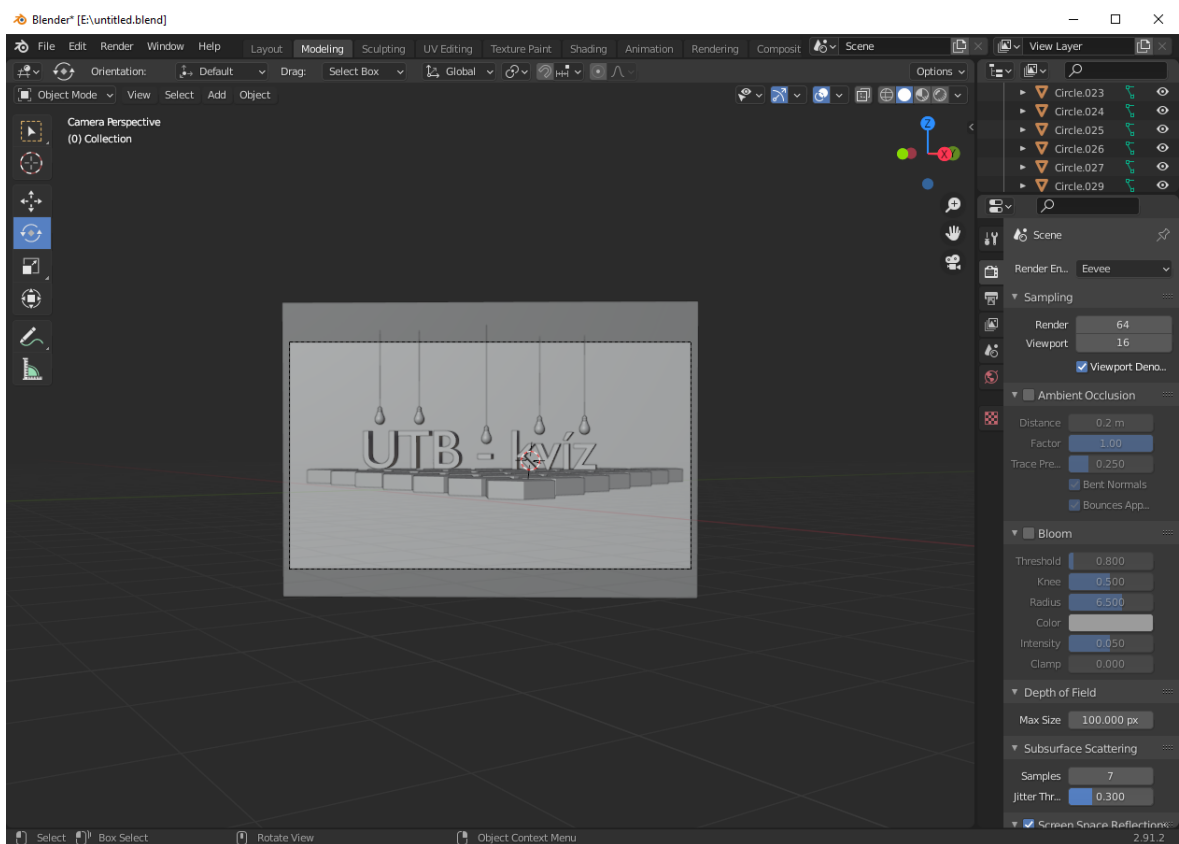 Blender* [E:\untitled.blend]
File Edit Render Window Help Layout Modeling Sculpting UV Editing Texture Paint Shading Animation Rendering Composit Scene View Layer
Orientation: Default Drag: Select Box Global Options
Object Mode View Select Add Object
Camera Perspective
(0) Collection
Z
X Y
UTB - kvíz
Circle.023
Circle.024
Circle.025
Circle.026
Circle.027
Circle.029
Scene
Render En... Eevee
Sampling
Render 64
Viewport 16
Viewport Deno...
Ambient Occlusion
Distance 0.2 m
Factor 1.00
Trace Pre... 0.250
Bent Normals
Bounces App...
Bloom
Threshold 0.800
Knee 0.500
Radius 6.500
Color
Intensity 0.050
Clamp 0.000
Depth of Field
Max Size 100.000 px
Subsurface Scattering
Samples 7
Jitter Thr... 0.300
Screen Space Reflections
Select Box Select Rotate View Object Context Menu 2.91.2